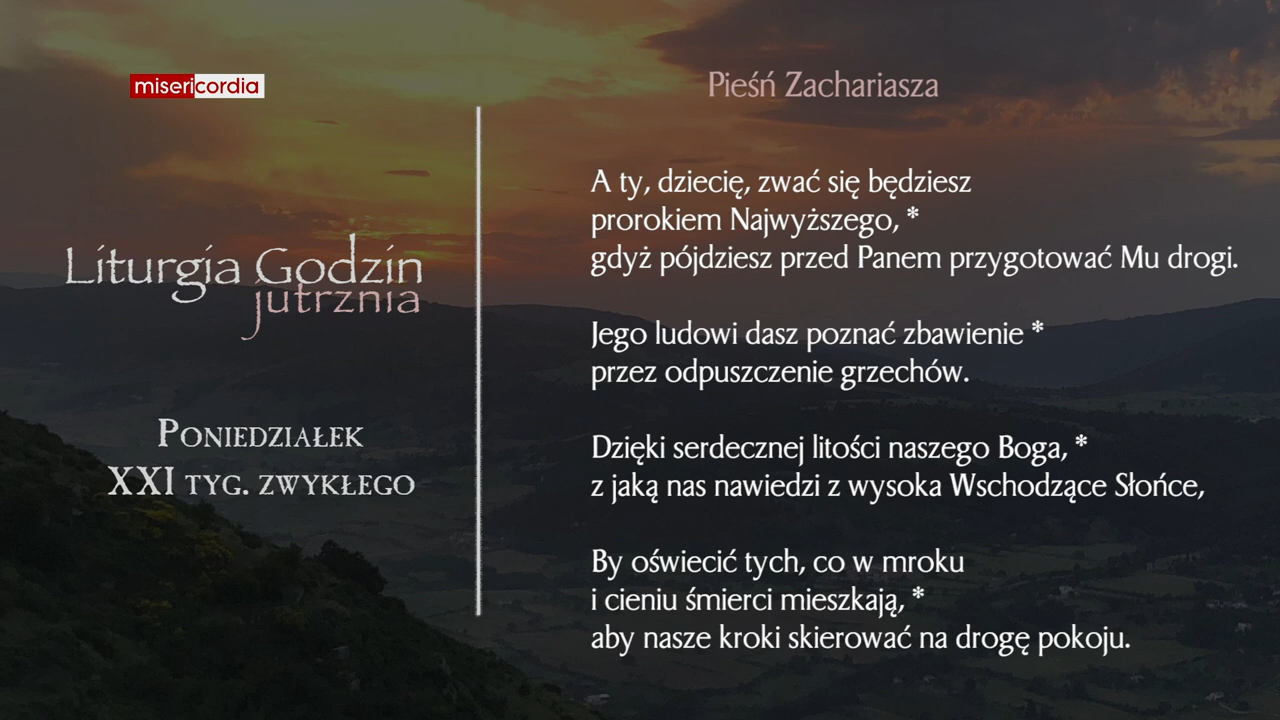 misericordia
Liturgia Godzin
jutrznia
Poniedziałek
XXI tyg. zwykłego
Pieśń Zachariasza
A ty, dziecię, zwać się będziesz
prorokiem Najwyższego, *
gdyż pójdziesz przed Panem przygotować Mu drogi.
Jego ludowi dasz poznać zbawienie *
przez odpuszczenie grzechów.
Dzięki serdecznej litości naszego Boga, *
z jaką nas nawiedzi z wysoka Wschodzące Słońce,
By oświecić tych, co w mroku
i cieniu śmierci mieszkają, *
aby nasze kroki skierować na drogę pokoju.